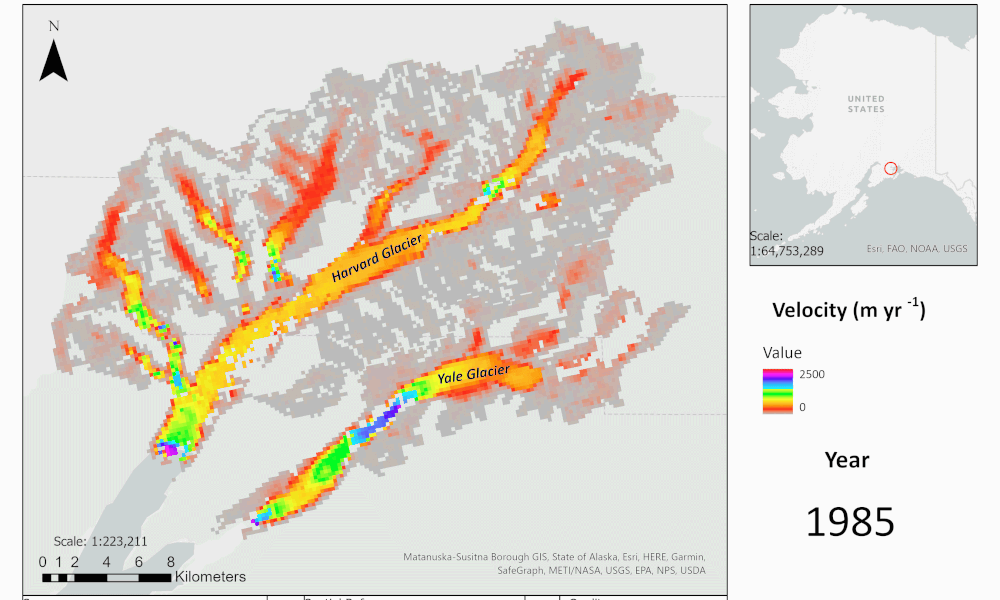 N
Harvard Glacier
Yale Glacier
Scale: 1:223,211
0 1 2 4 6 8
Kilometers
Matanuska-Susitna Borough GIS, State of Alaska, Esri, HERE, Garmin,
SafeGraph, METI/NASA, USGS, EPA, NPS, USDA
UNITED
STATES
Scale:
1:64,753,289
Esri, FAO, NOAA, USGS
Velocity (m yr -1)
Value
2500
0
Year
1985